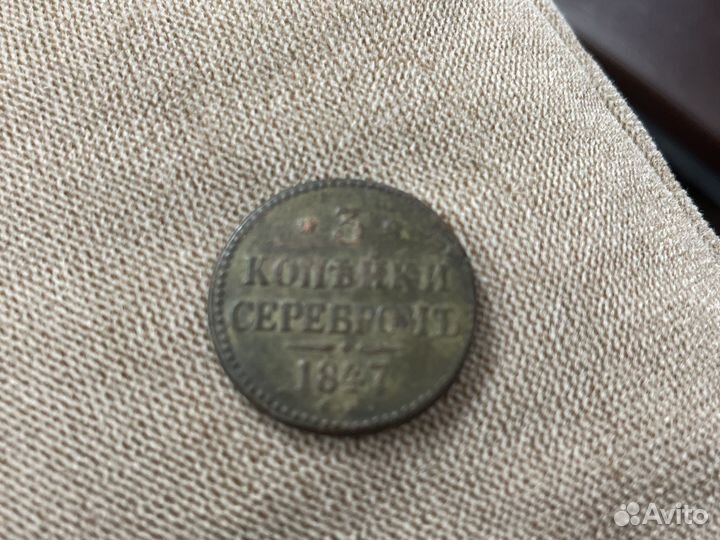 * 3 *
КОПѢЙКИ
СЕРЕБРОМЪ
1847
Avito